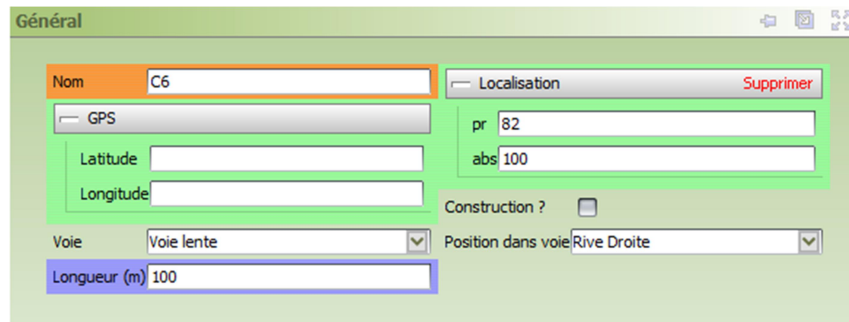 Général
Nom C6
GPS
Latitude
Longitude
Localisation Supprimer
pr 82
abs 100
Construction ?
Voie Voie lente
Position dans voie Rive Droite
Longueur (m) 100